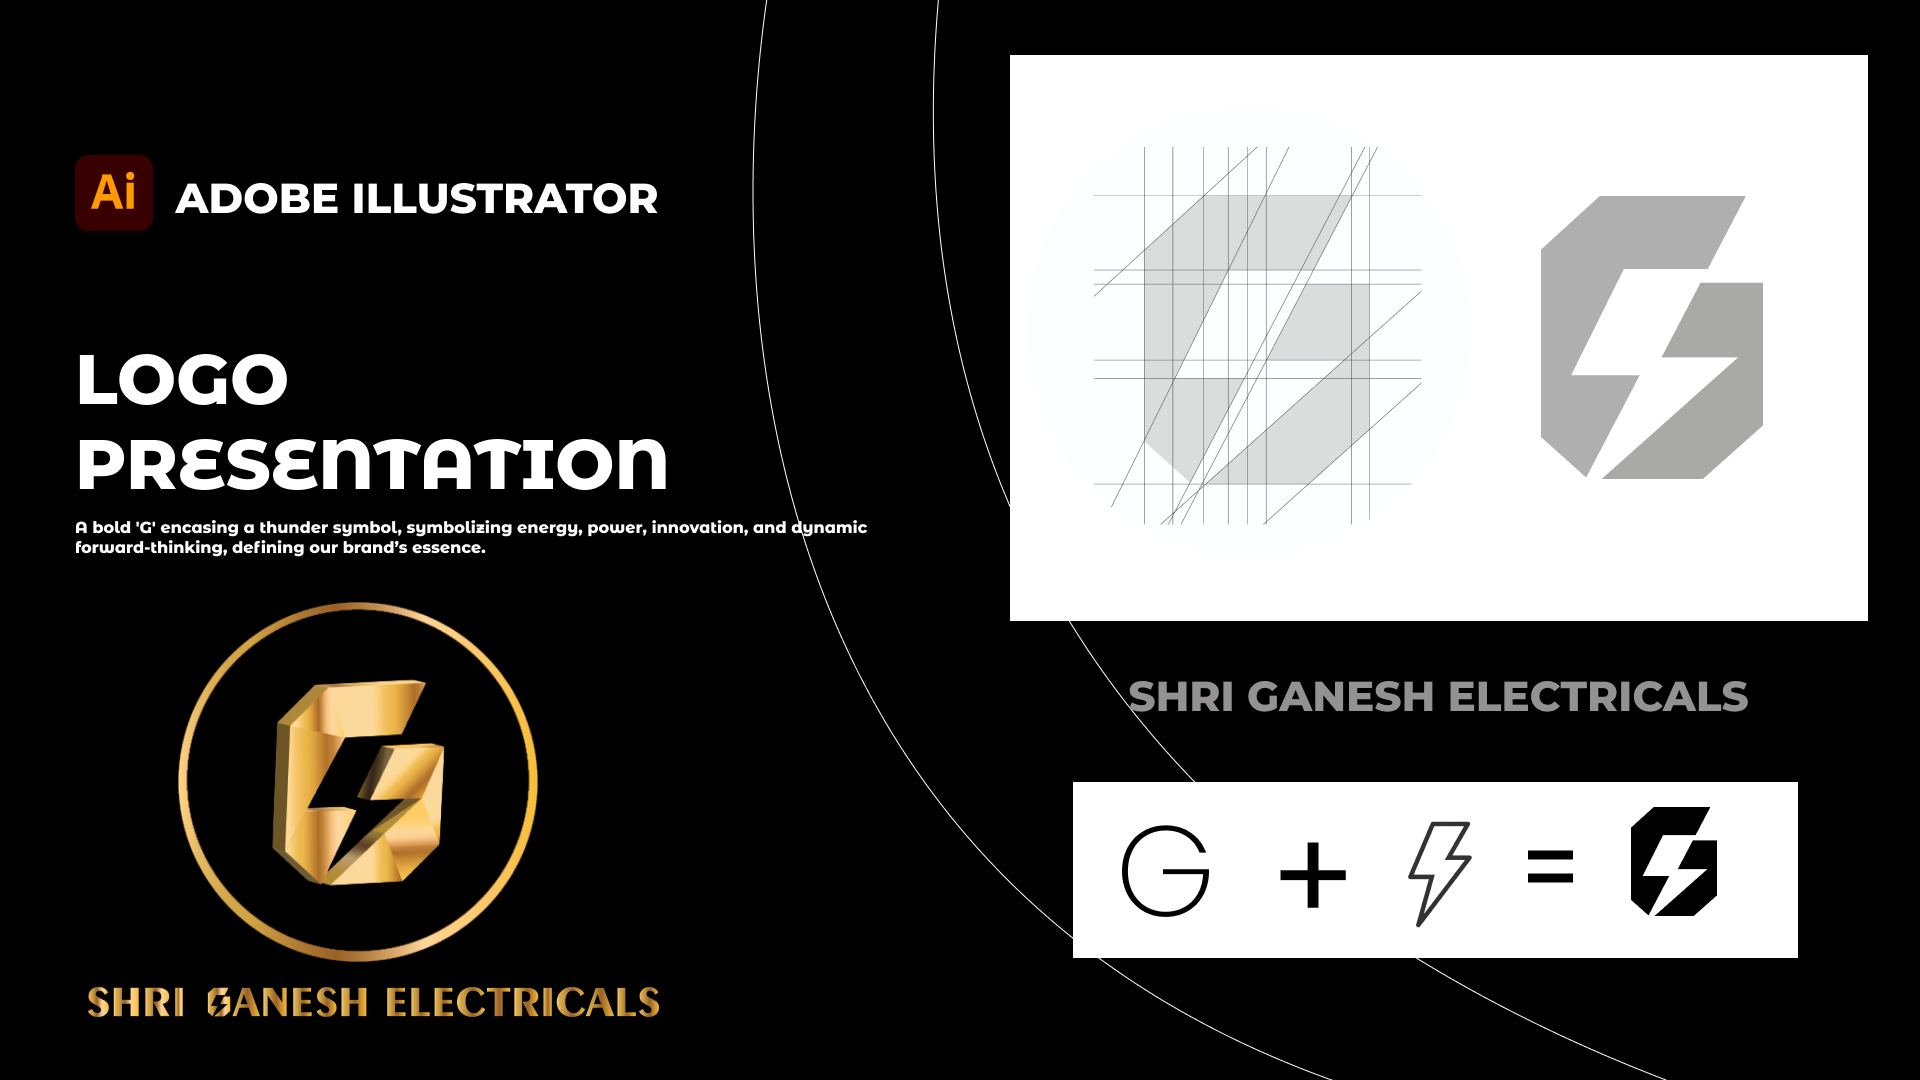 Ai ADOBE ILLUSTRATOR
LOGO
PRESENTATION
A bold 'G' encasing a thunder symbol, symbolizing energy, power, innovation, and dynamic
forward-thinking, defining our brand’s essence.
SHRI GANESH ELECTRICALS
SHRI GANESH ELECTRICALS
G + =